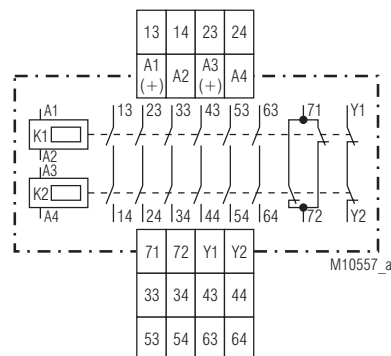 13 14 23 24
A1 (+) A2 A3 (+) A4
A1 13 23 33 43 53 63 71 Y1
K1
A2
A3
K2
A4 14 24 34 44 54 64 72 Y2
71 72 Y1 Y2
M10557_a
33 34 43 44
53 54 63 64